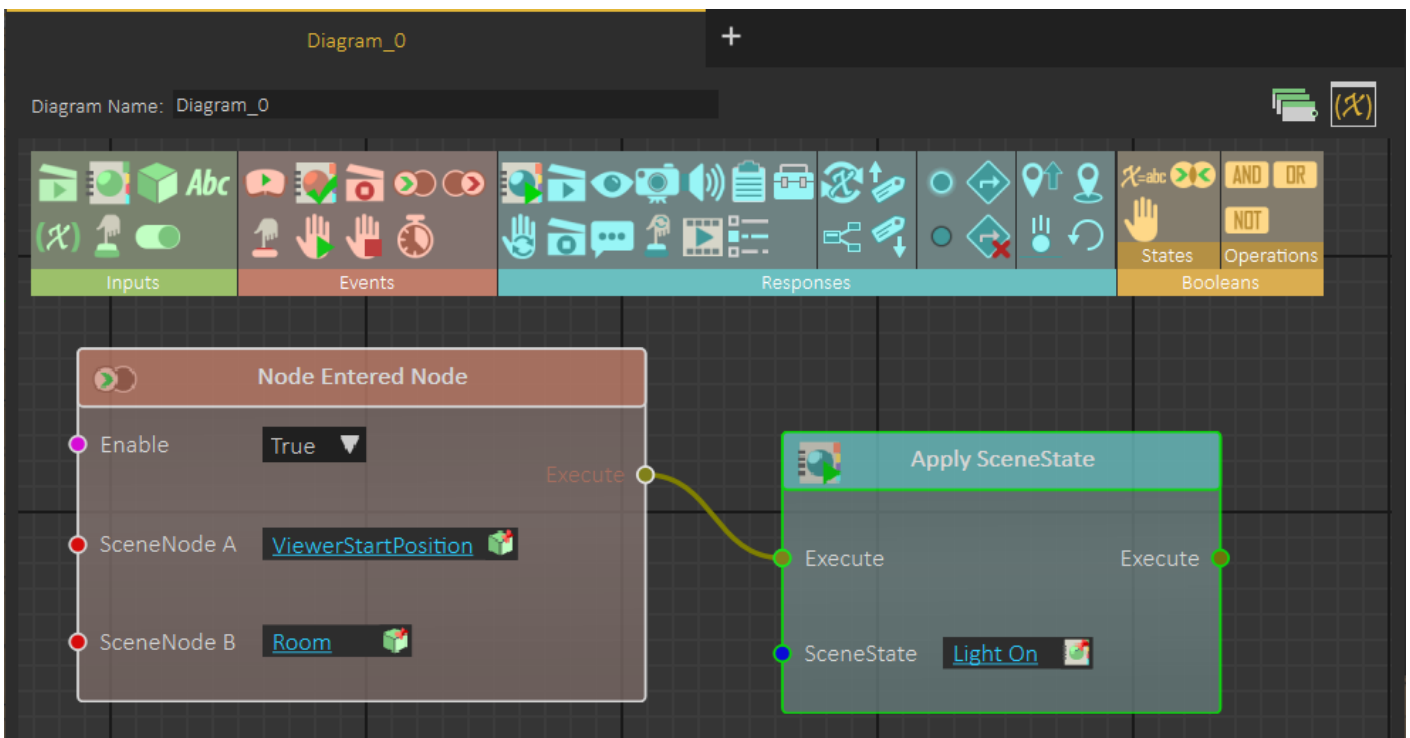 Diagram_0
+
Diagram Name: Diagram_0
(X)
Abc
X=abc
AND OR
(X)
NOT
States Operations
Inputs Events Responses Booleans
Node Entered Node
Enable True
Execute
Apply SceneState
SceneNode A ViewerStartPosition
Execute Execute
SceneNode B Room
SceneState Light On